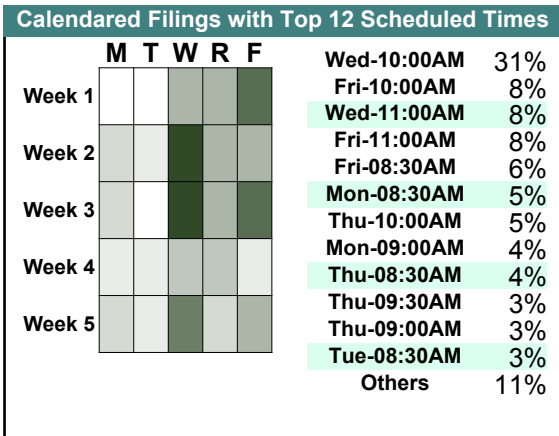 Calendared Filings with Top 12 Scheduled Times
M T W R F
Week 1
Week 2
Week 3
Week 4
Week 5
Wed-10:00AM 31%
Fri-10:00AM 8%
Wed-11:00AM 8%
Fri-11:00AM 8%
Fri-08:30AM 6%
Mon-08:30AM 5%
Thu-10:00AM 5%
Mon-09:00AM 4%
Thu-08:30AM 4%
Thu-09:30AM 3%
Thu-09:00AM 3%
Tue-08:30AM 3%
Others 11%